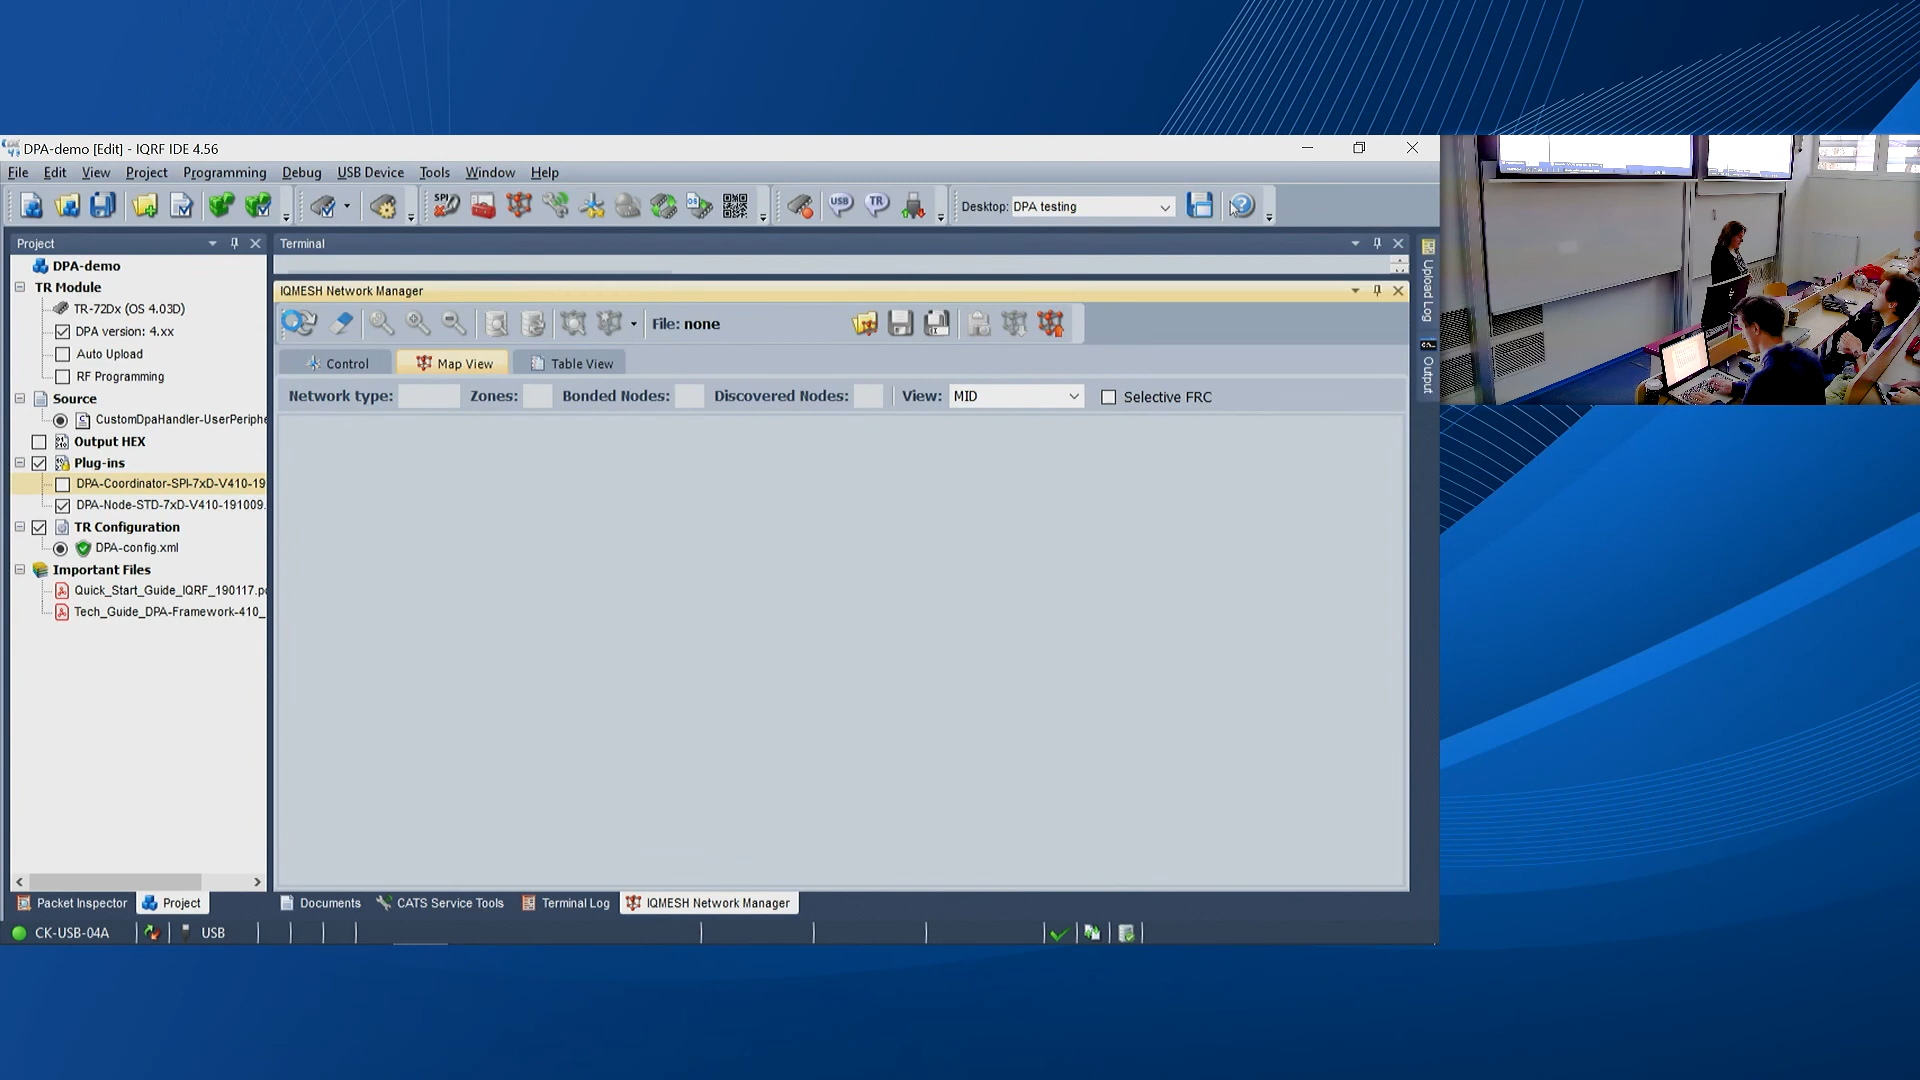 DPA-demo [Edit] - IQRF IDE 4.56
File Edit View Project Programming Debug USB Device Tools Window Help
SPI
USB
TR
Desktop: DPA testing
Project
Terminal
DPA-demo
TR Module
TR-72Dx (OS 4.03D)
DPA version: 4.xx
Auto Upload
RF Programming
Source
CustomDpaHandler-UserPeriphe
Output HEX
Plug-ins
DPA-Coordinator-SPI-7xD-V410-19
DPA-Node-STD-7xD-V410-191009.
TR Configuration
DPA-config.xml
Important Files
Quick_Start_Guide_IQRF_190117.p
Tech_Guide_DPA-Framework-410_
IQMESH Network Manager
File: none
Control Map View Table View
Network type: Zones: Bonded Nodes: Discovered Nodes: View: MID Selective FRC
Upload Log
Output
Packet Inspector Project
Documents CATS Service Tools Terminal Log IQMESH Network Manager
CK-USB-04A USB